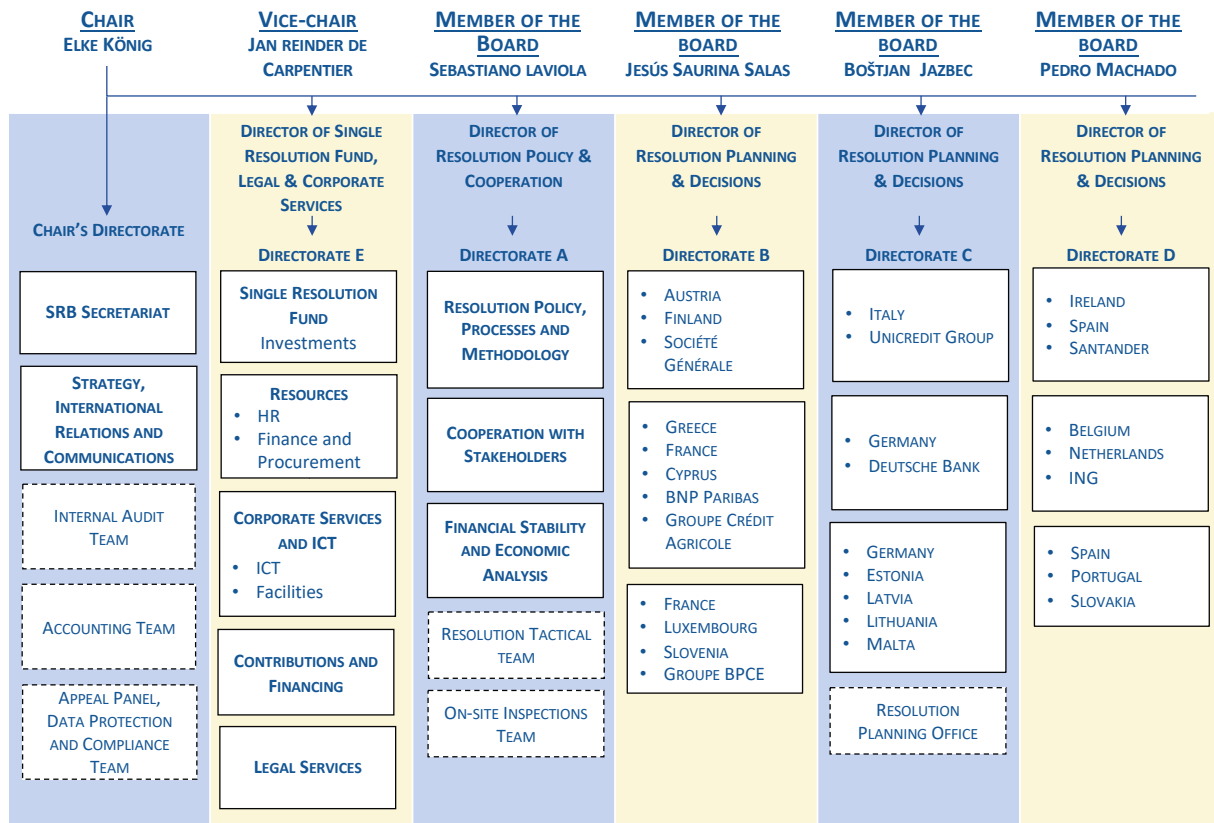 CHAIR
ELKE KÖNIG
VICE-CHAIR
JAN REINDER DE
CARPENTIER
MEMBER OF THE
BOARD
SEBASTIANO LAVIOLA
MEMBER OF THE
BOARD
JESÚS SAURINA SALAS
MEMBER OF THE
BOARD
BOŠTJAN JAZBEC
MEMBER OF THE
BOARD
PEDRO MACHADO
CHAIR'S DIRECTORATE
SRB SECRETARIAT
STRATEGY,
INTERNATIONAL
RELATIONS AND
COMMUNICATIONS
INTERNAL AUDIT
TEAM
ACCOUNTING TEAM
APPEAL PANEL,
DATA PROTECTION
AND COMPLIANCE
TEAM
DIRECTOR OF SINGLE
RESOLUTION FUND,
LEGAL & CORPORATE
SERVICES
DIRECTORATE E
SINGLE RESOLUTION
FUND
Investments
RESOURCES
• HR
• Finance and
Procurement
CORPORATE SERVICES
AND ICT
• ICT
• Facilities
CONTRIBUTIONS AND
FINANCING
LEGAL SERVICES
DIRECTOR OF
RESOLUTION POLICY &
COOPERATION
DIRECTORATE A
RESOLUTION POLICY,
PROCESSES AND
METHODOLOGY
COOPERATION WITH
STAKEHOLDERS
FINANCIAL STABILITY
AND ECONOMIC
ANALYSIS
RESOLUTION TACTICAL
TEAM
ON-SITE INSPECTIONS
TEAM
DIRECTOR OF
RESOLUTION PLANNING
& DECISIONS
DIRECTORATE B
• AUSTRIA
• FINLAND
• SOCIÉTÉ
GÉNÉRALE
• GREECE
• FRANCE
• CYPRUS
• BNP PARIBAS
• GROUPE CRÉDIT
AGRICOLE
• FRANCE
• LUXEMBOURG
• SLOVENIA
• GROUPE BPCE
DIRECTOR OF
RESOLUTION PLANNING
& DECISIONS
DIRECTORATE C
• ITALY
• UNICREDIT GROUP
• GERMANY
• DEUTSCHE BANK
• GERMANY
• ESTONIA
• LATVIA
• LITHUANIA
• MALTA
RESOLUTION
PLANNING OFFICE
DIRECTOR OF
RESOLUTION PLANNING
& DECISIONS
DIRECTORATE D
• IRELAND
• SPAIN
• SANTANDER
• BELGIUM
• NETHERLANDS
• ING
• SPAIN
• PORTUGAL
• SLOVAKIA